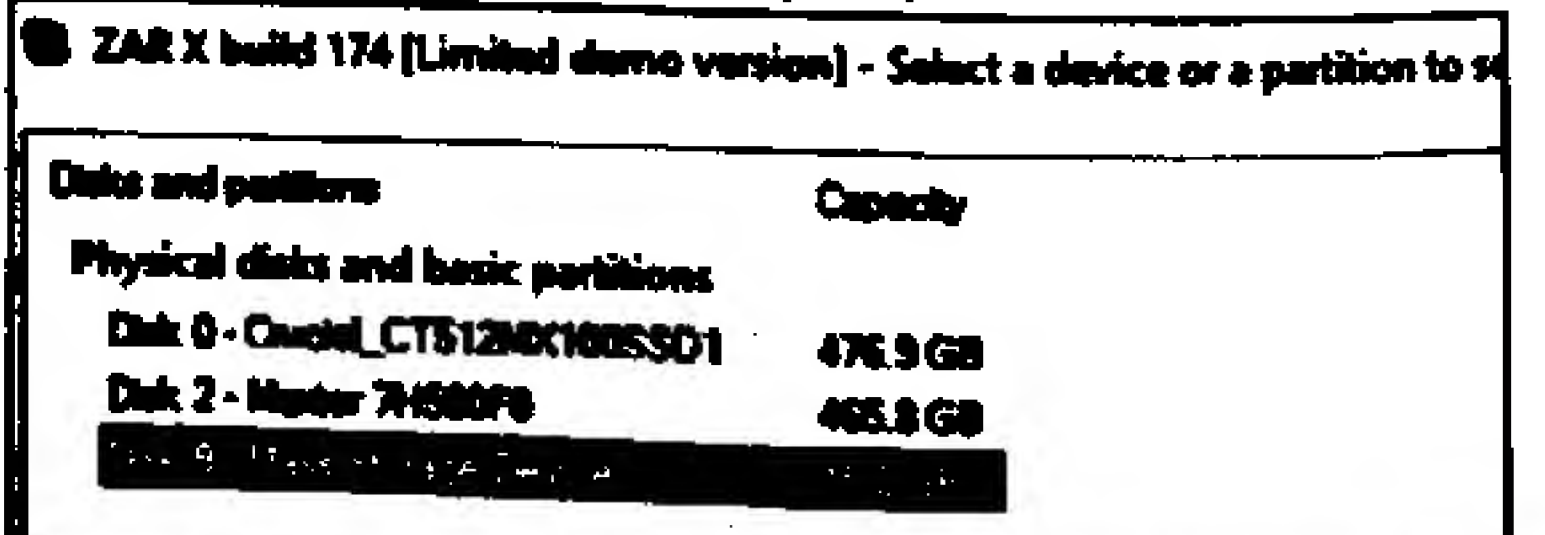 ZAR X build 174 [Limited demo version] - Select a device or a partition to s
Disks and partitions Capacity
Physical disks and basic partitions
Disk 0 - Crucial_CT512MX100SSD1 476.9 GB
Disk 2 - Maxtor 7H500F0 465.8 GB